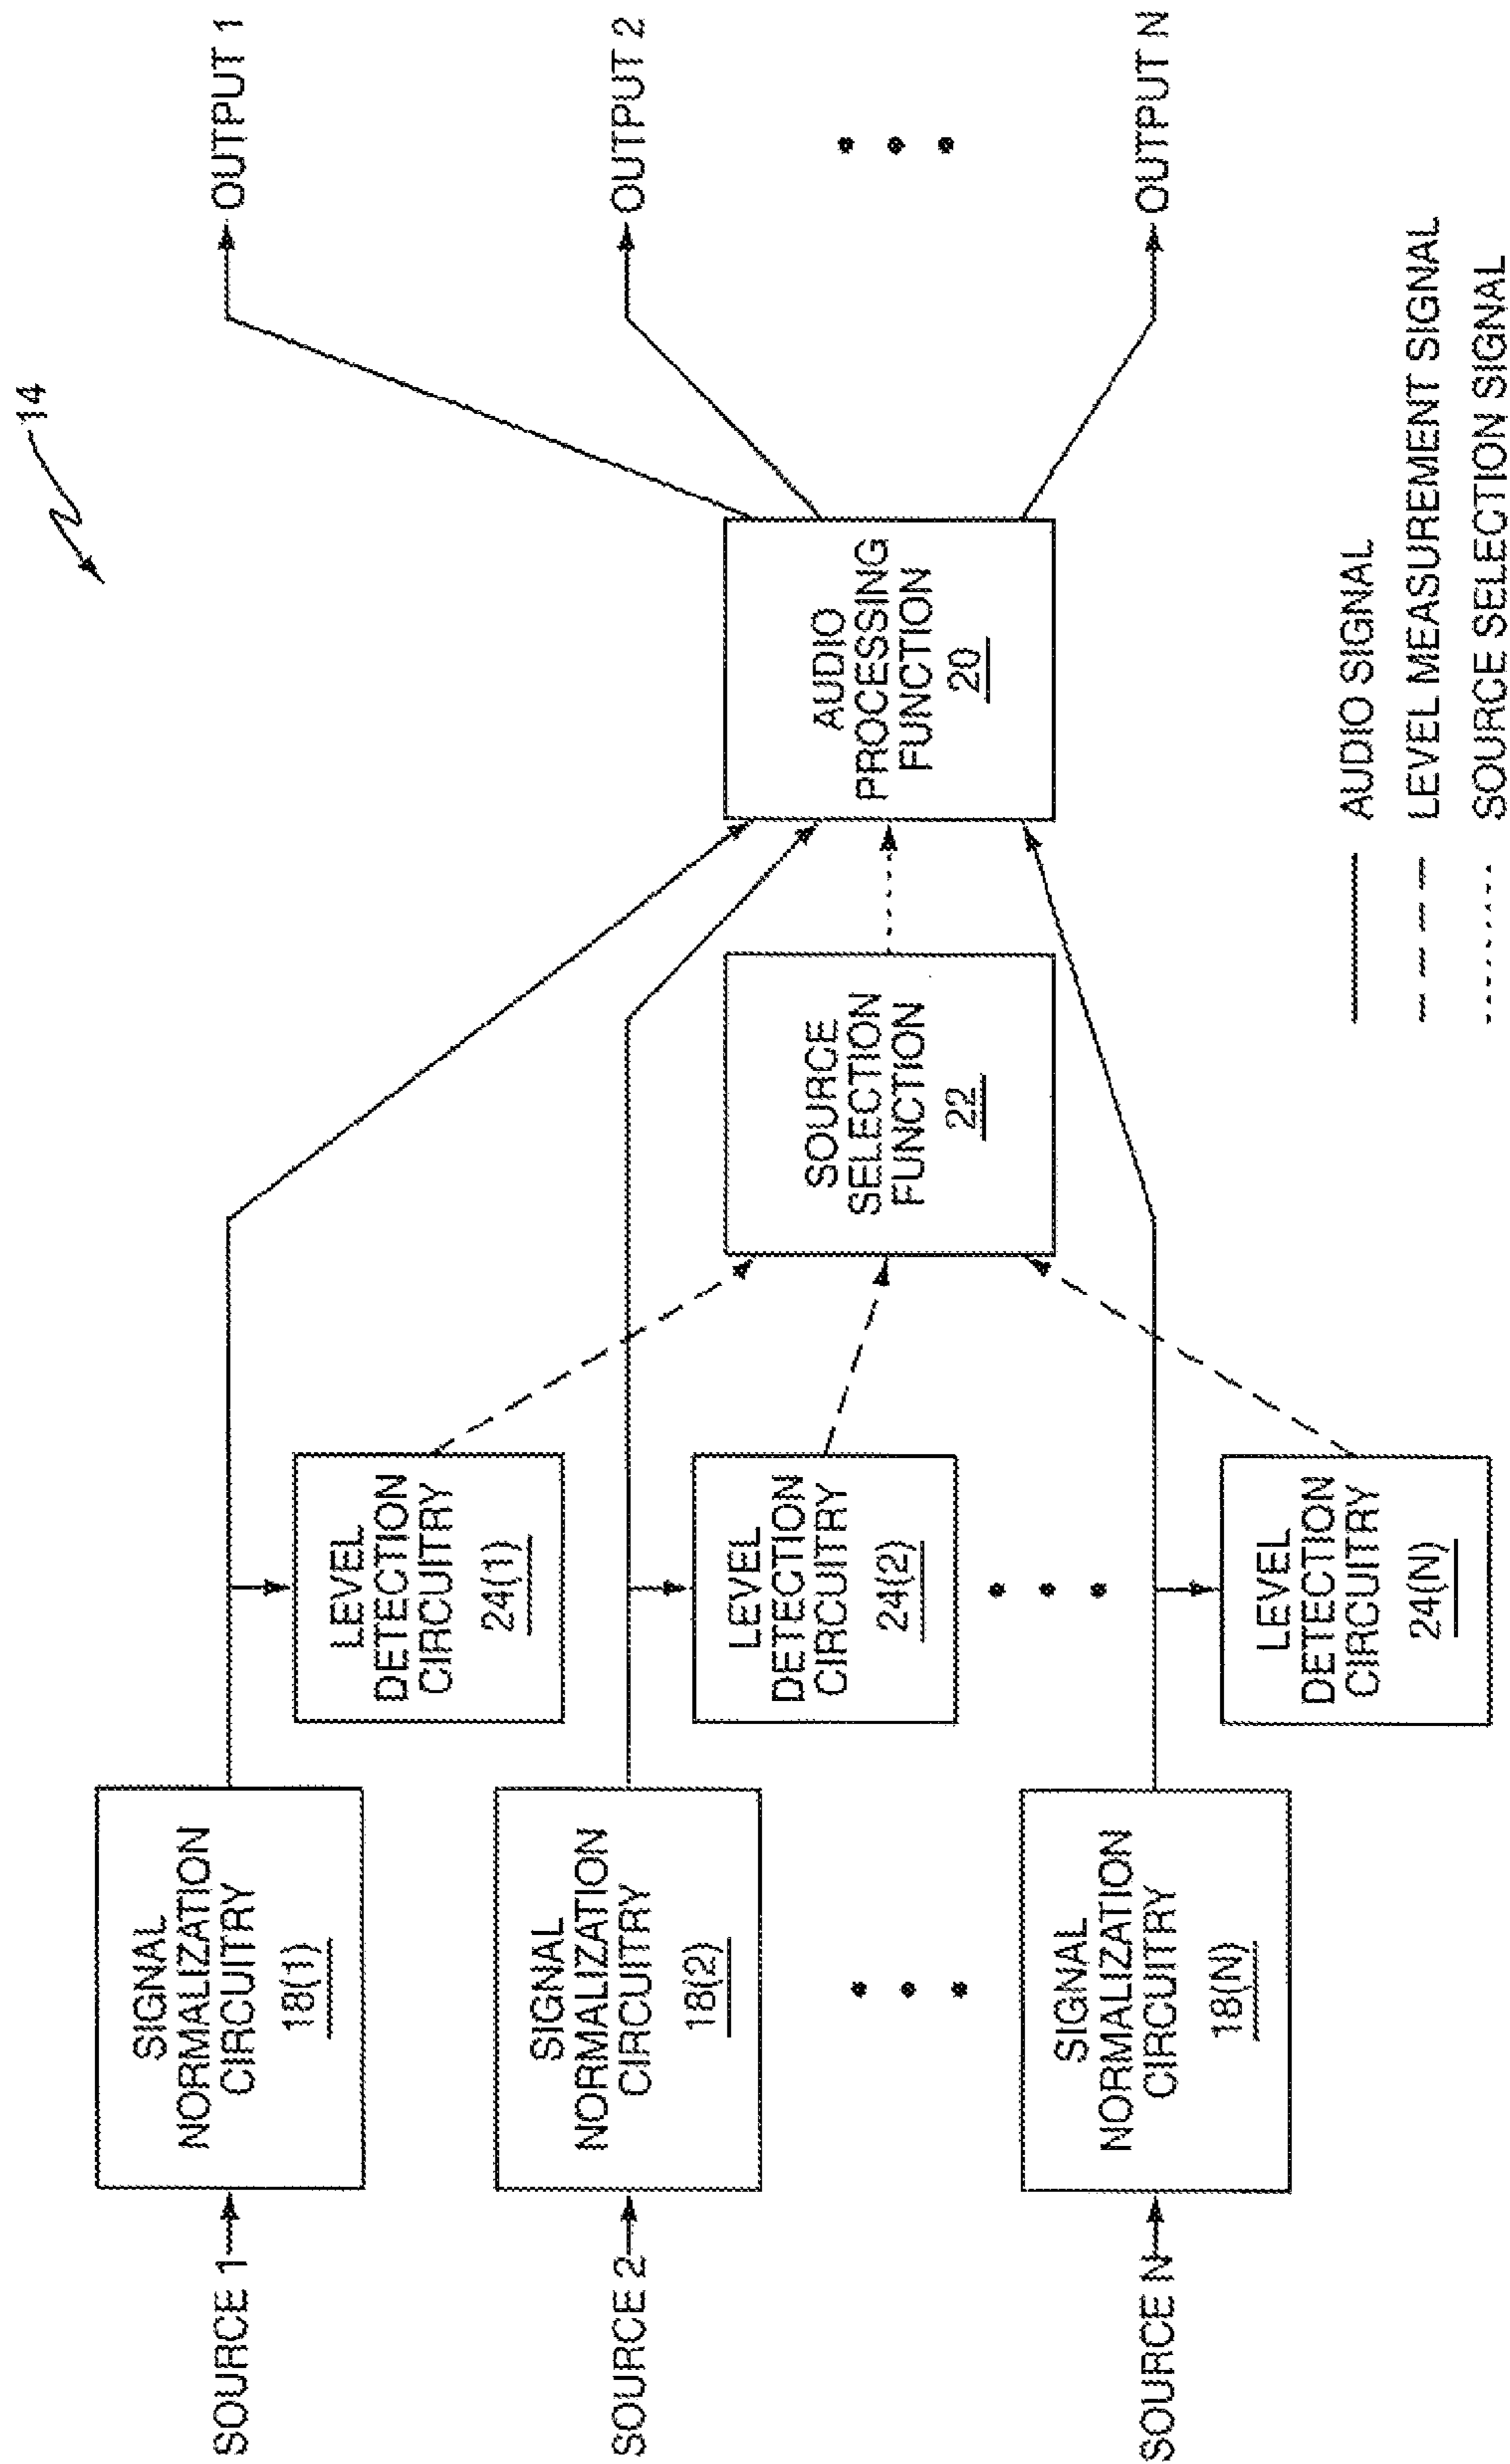 14
SOURCE 1
SIGNAL
NORMALIZATION
CIRCUITRY
18(1)
LEVEL
DETECTION
CIRCUITRY
24(1)
OUTPUT 1
SOURCE 2
SIGNAL
NORMALIZATION
CIRCUITRY
18(2)
LEVEL
DETECTION
CIRCUITRY
24(2)
SOURCE
SELECTION
FUNCTION
22
AUDIO
PROCESSING
FUNCTION
20
OUTPUT 2
SOURCE N
SIGNAL
NORMALIZATION
CIRCUITRY
18(N)
LEVEL
DETECTION
CIRCUITRY
24(N)
OUTPUT N
AUDIO SIGNAL
LEVEL MEASUREMENT SIGNAL
SOURCE SELECTION SIGNAL